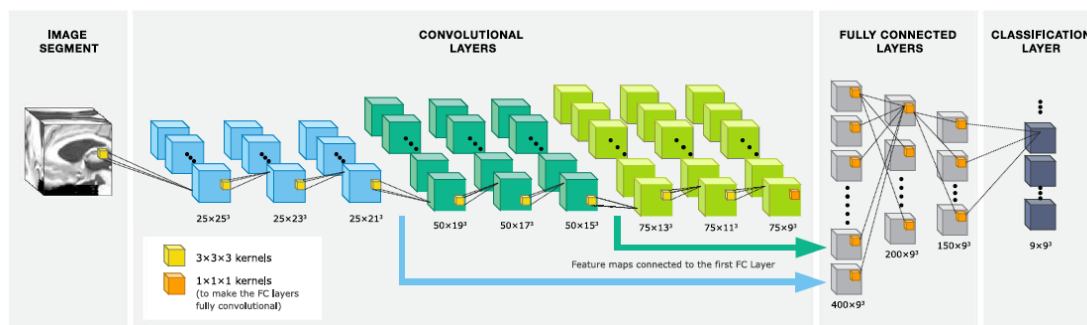 IMAGE
SEGMENT
CONVOLUTIONAL
LAYERS
FULLY CONNECTED
LAYERS
CLASSIFICATION
LAYER
25×25³
25×23³
25×21³
50×19³
50×17³
50×15³
75×13³
75×11³
75×9³
400×9³
200×9³
150×9³
9×9³
Feature maps connected to the first FC Layer
3×3×3 kernels
1×1×1 kernels
(to make the FC layers
fully convolutional)